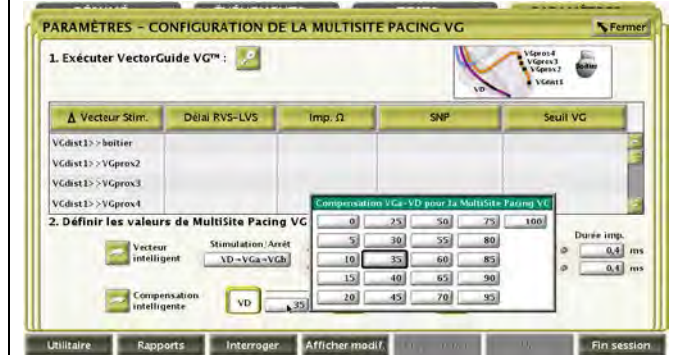 PARAMÈTRES - CONFIGURATION DE LA MULTISITE PACING VG
Fermer
1. Exécuter VectorGuide VG™ :
VGprox4
VGprox3
VGprox2
VGdist1
VD
Boîtier
Δ Vecteur Stim.
Délai RVS-LVS
Imp. Ω
SNP
Seuil VG
VGdist1>>boîtier
VGdist1>>VGprox2
VGdist1>>VGprox3
VGdist1>>VGprox4
2. Définir les valeurs de MultiSite Pacing VG
Compensation VGa-VD pour la MultiSite Pacing VG
0 25 50 75 100
5 30 55 80
10 35 60 85
15 40 65 90
20 45 70 95
Vecteur intelligent
Stimulation: Arrêt
VD→VGa→VGb
Durée imp.
0,4 ms
0,4 ms
Compensation intelligente
VD
35
Utilitaire
Rapports
Interroger
Afficher modif.
Fin session